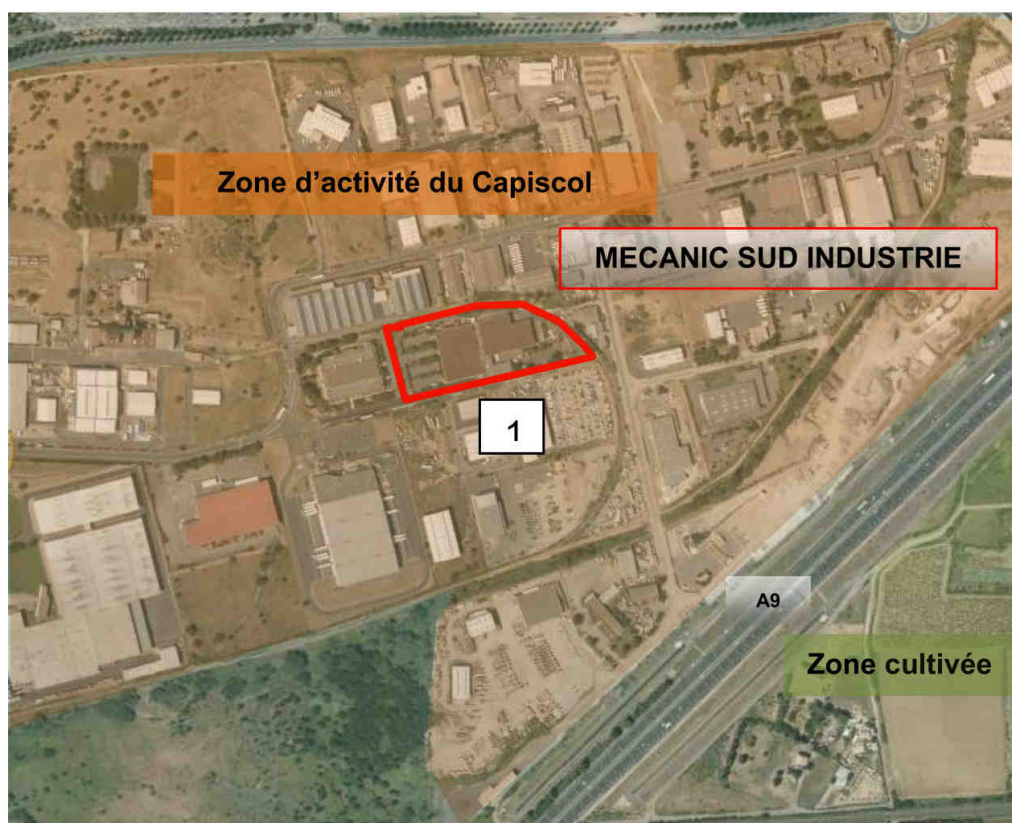 Zone d’activité du Capiscol
MECANIC SUD INDUSTRIE
1
A9
Zone cultivée